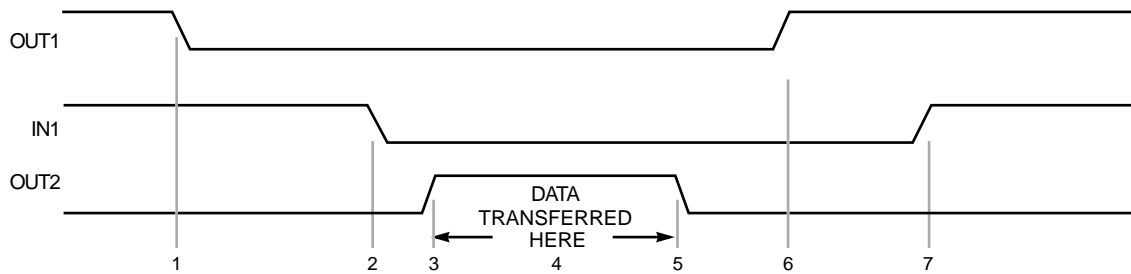 OUT1
IN1
OUT2
DATA
TRANSFERRED
HERE
1 2 3 4 5 6 7